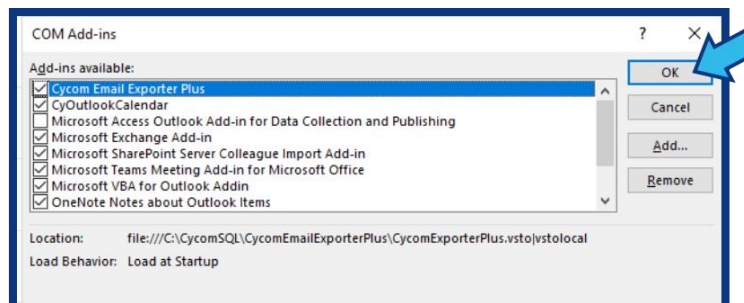 COM Add-ins
Add-ins available:
Cycom Email Exporter Plus
CyOutlookCalendar
Microsoft Access Outlook Add-in for Data Collection and Publishing
Microsoft Exchange Add-in
Microsoft SharePoint Server Colleague Import Add-in
Microsoft Teams Meeting Add-in for Microsoft Office
Microsoft VBA for Outlook Addin
OneNote Notes about Outlook Items
OK
Cancel
Add...
Remove
Location: file:///C:\CycomSQL\CycomEmailExporterPlus\CycomExporterPlus.vsto|vstolocal
Load Behavior: Load at Startup